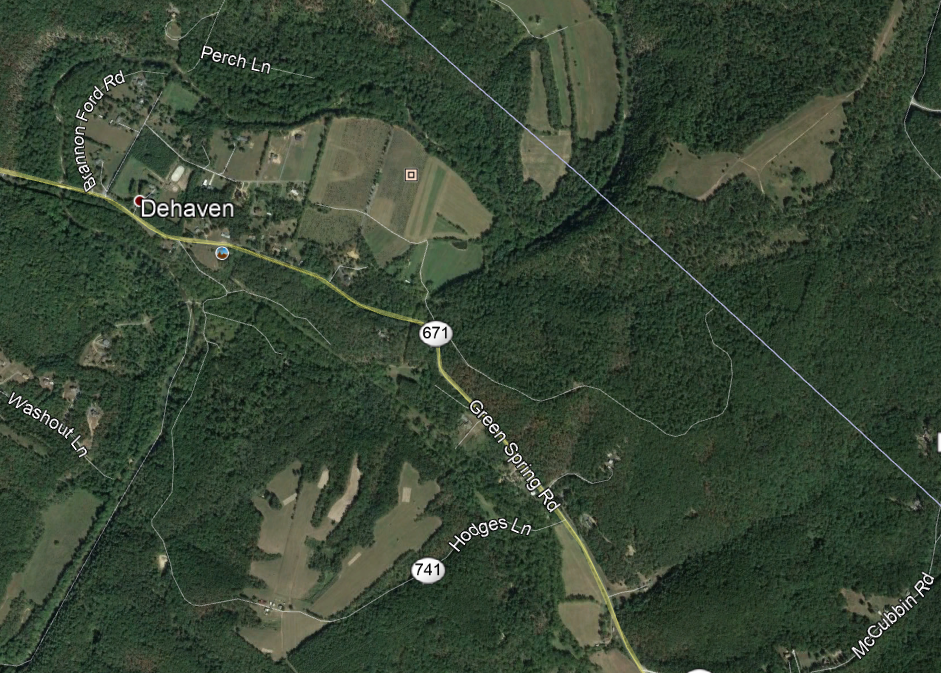 Perch Ln
Brannon Ford Rd
Dehaven
671
Green Spring Rd
Washout Ln
Hodges Ln
741
McCubbin Rd